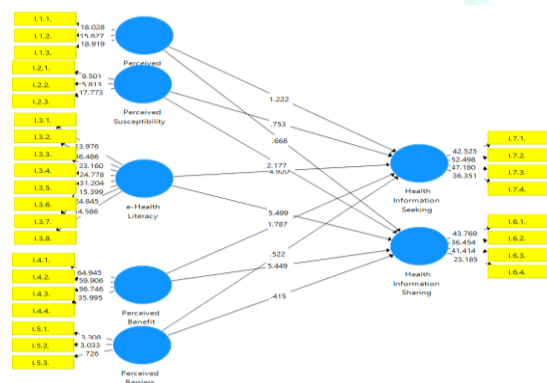 I.1.1.
I.1.2.
I.1.3.
18.028
15.827
18.919
Perceived
I.2.1.
I.2.2.
I.2.3.
9.501
5.813
17.773
Perceived
Susceptibility
I.3.1.
I.3.2.
I.3.3.
I.3.4.
I.3.5.
I.3.6.
I.3.7.
I.3.8.
3.976
6.486
23.160
24.778
31.204
15.399
4.845
4.586
e-Health
Literacy
I.4.1.
I.4.2.
I.4.3.
I.4.4.
64.945
59.906
86.746
35.995
Perceived
Benefit
I.5.1.
I.5.2.
I.5.3.
3.308
3.033
.726
Perceived
Barriers
1.222
.753
.668
2.177
4.920
5.499
1.787
.522
5.449
.415
Health
Information
Seeking
42.525
52.498
47.180
36.351
I.7.1.
I.7.2.
I.7.3.
I.7.4.
Health
Information
Sharing
43.769
36.454
41.414
23.185
I.6.1.
I.6.2.
I.6.3.
I.6.4.